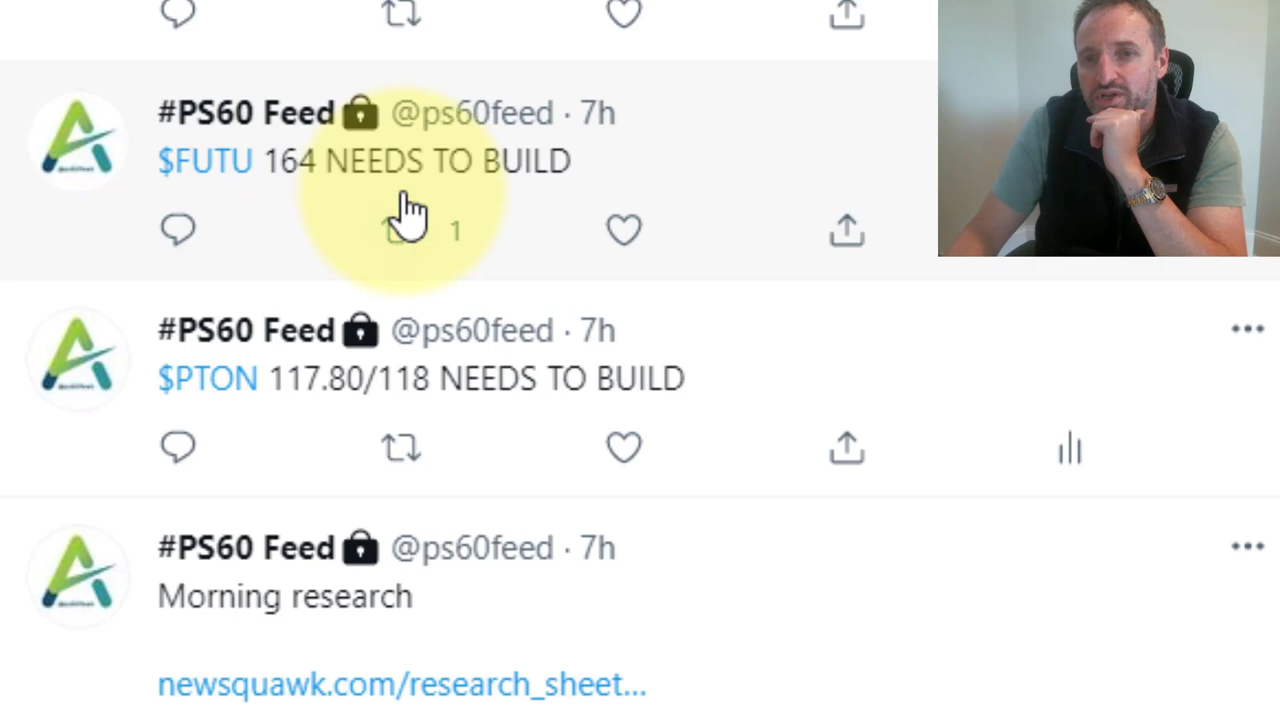 #PS60 Feed @ps60feed · 7h
$FUTU 164 NEEDS TO BUILD
1
#PS60 Feed @ps60feed · 7h
$PTON 117.80/118 NEEDS TO BUILD
#PS60 Feed @ps60feed · 7h
Morning research
newsquawk.com/research_sheet...